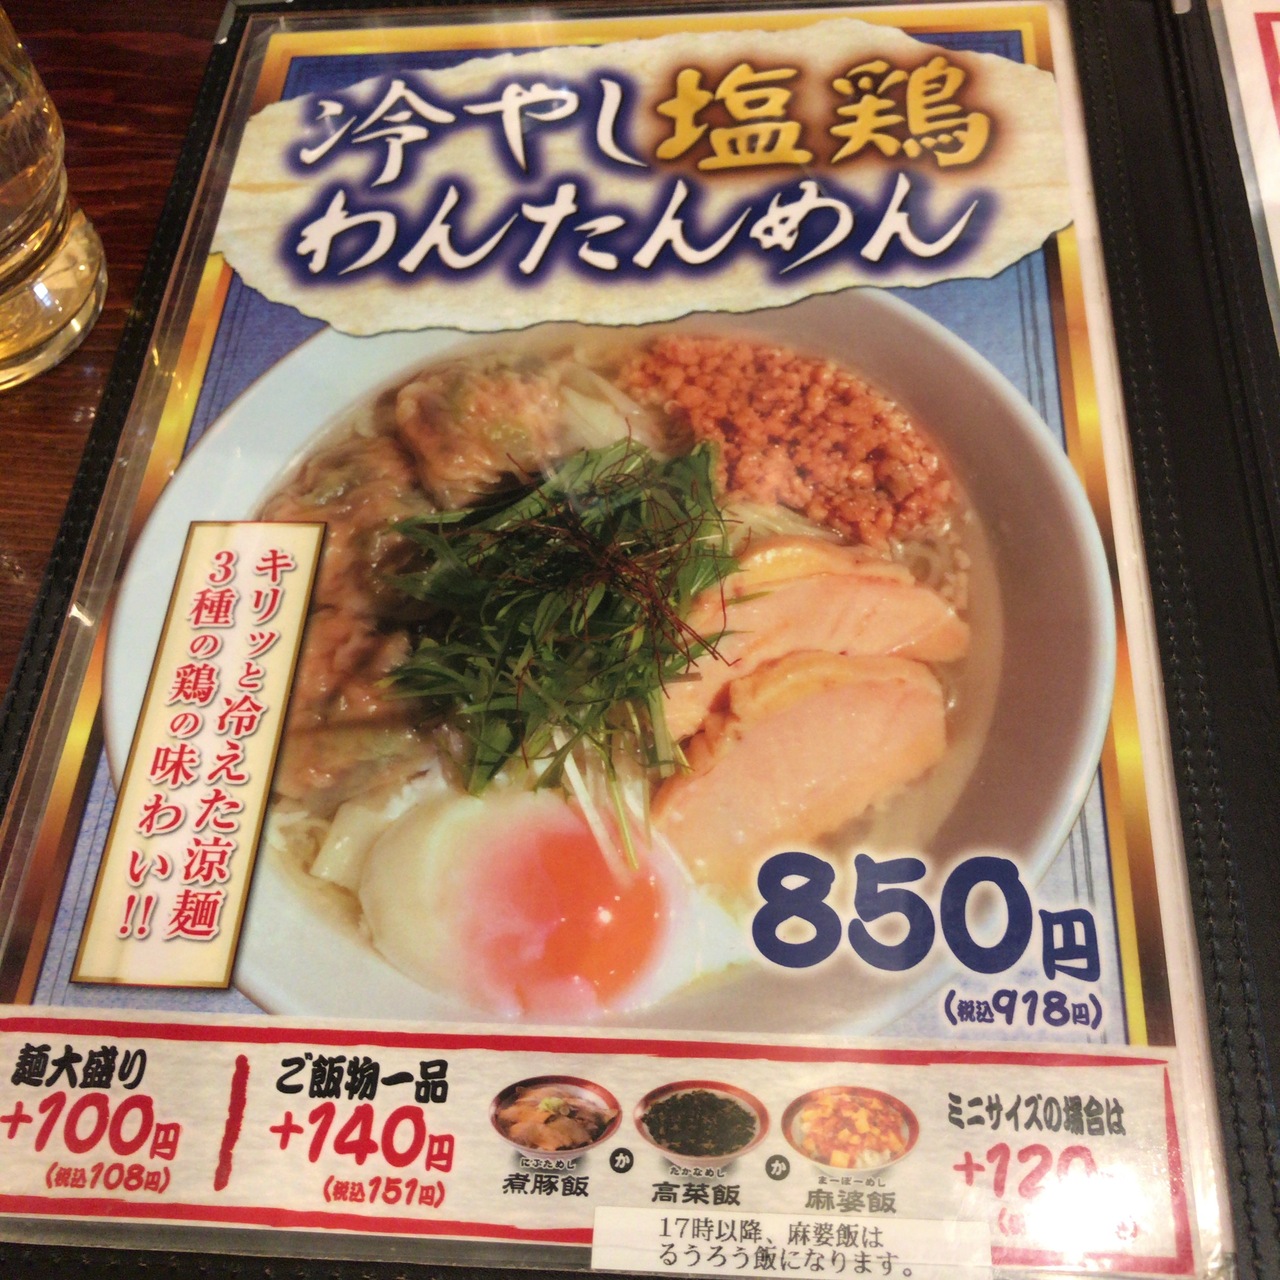 冷やし塩鶏
わんたんめん
キリッと冷えた涼麺
3種の鶏の味わい!!
850円
(税込918円)
麺大盛り
+100円
(税込108円)
ご飯物一品
+140円
(税込151円)
にぶためし
煮豚飯
か
たかなめし
高菜飯
か
まーぼーめし
麻婆飯
ミニサイズの場合は
+120
17時以降、麻婆飯は
るうろう飯になります。